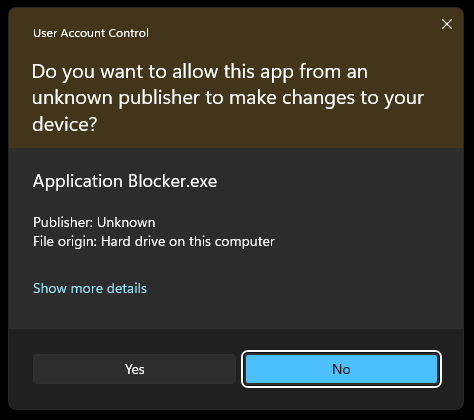 User Account Control
Do you want to allow this app from an
unknown publisher to make changes to your
device?
Application Blocker.exe
Publisher: Unknown
File origin: Hard drive on this computer
Show more details
Yes
No